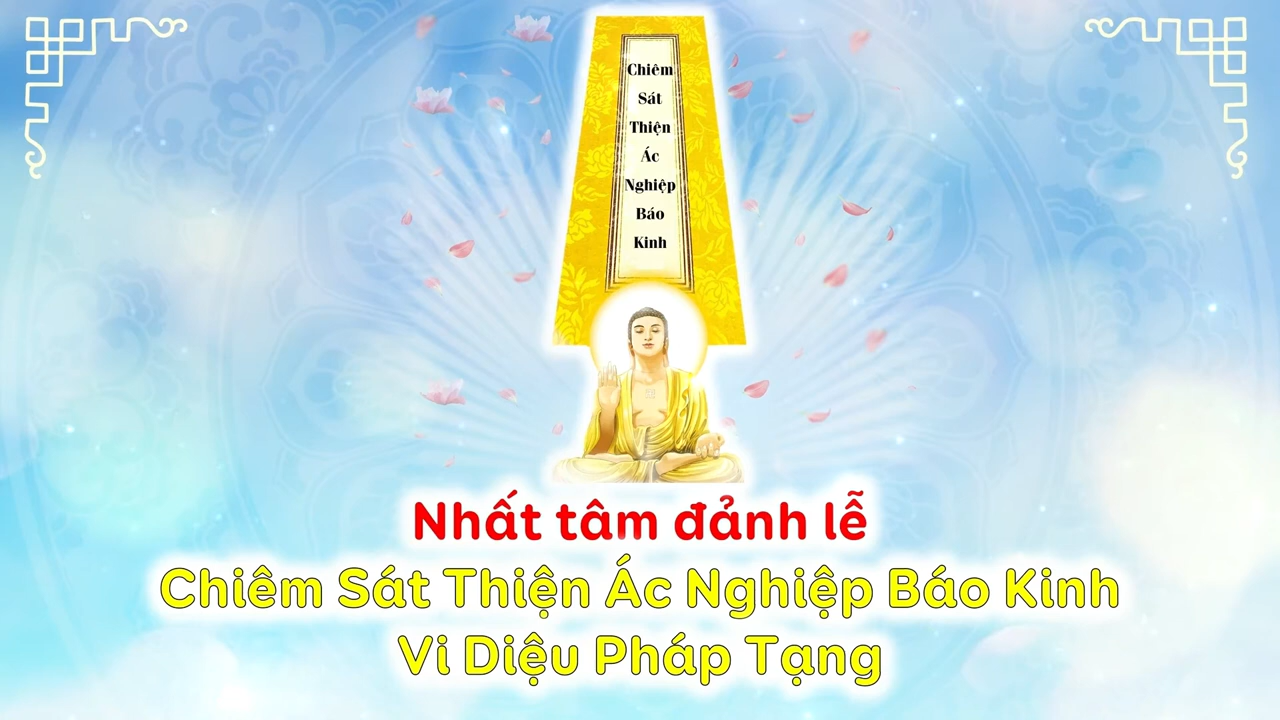 Chiêm
Sát
Thiện
Ác
Nghiệp
Báo
Kinh
Nhất tâm đảnh lễ
Chiêm Sát Thiện Ác Nghiệp Báo Kinh
Vi Diệu Pháp Tạng